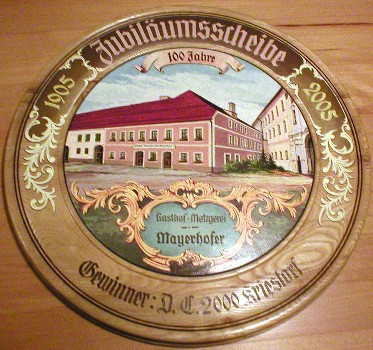 Jubiläumsscheibe
1905
100 Jahre
2005
Gasthof-Metzgerei
Mayerhofer
Gewinner: D. C. 2000 Kriestorf